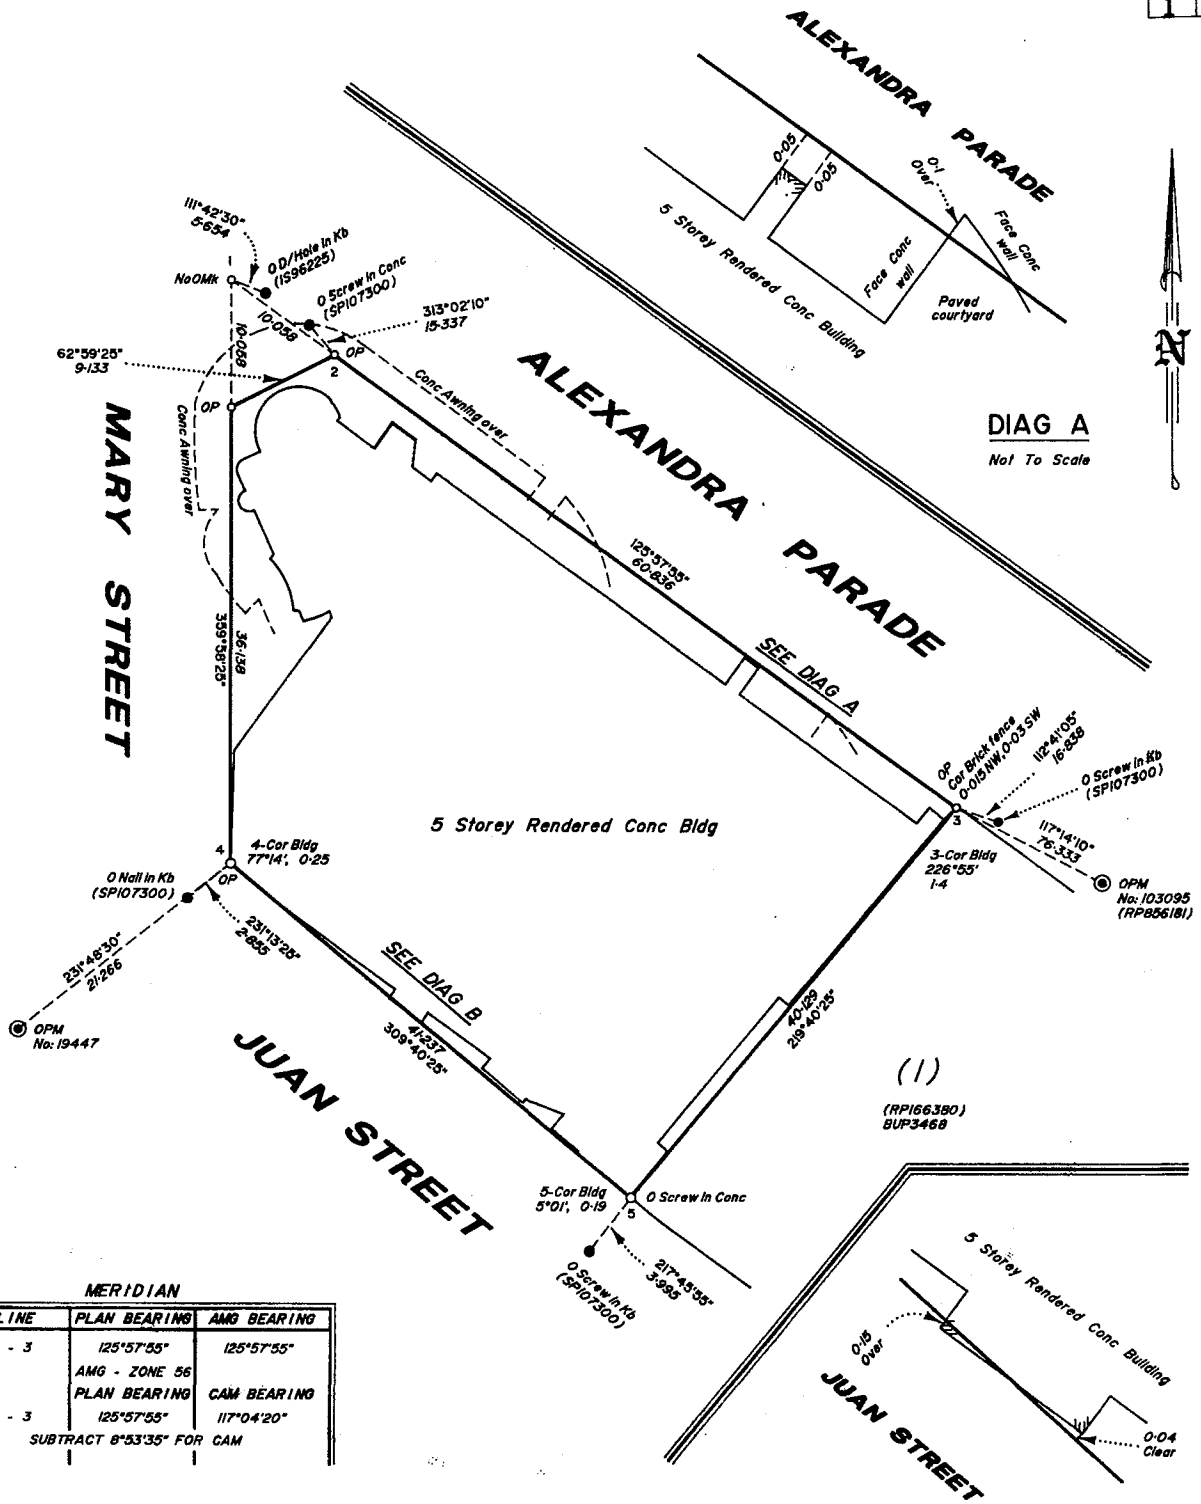 1
ALEXANDRA PARADE
0·05
0·05
0·1
Over
Face Conc
wall
Face Conc
wall
5 Storey Rendered Conc Building
Paved
courtyard
DIAG A
Not To Scale
N
111°42'30"
5·654
O D/Hole in Kb
(IS96225)
No OMk
O Screw in Conc
(SP107300)
10·058
10·058
313°02'10"
15·337
62°59'25"
9·133
OP
2
OP
Conc Awning over
Conc Awning over
MARY STREET
ALEXANDRA PARADE
125°57'55"
60·836
36·138
359°58'25"
SEE DIAG A
OP
Cor Brick fence
0·015 NW, 0·03 SW
112°41'05"
16·838
O Screw in Kb
(SP107300)
3
117°14'10"
76·333
3-Cor Bldg
226°55'
1·4
OPM
No: 103095
(RP856181)
5 Storey Rendered Conc Bldg
4
4-Cor Bldg
77°14', 0·25
OP
O Nail in Kb
(SP107300)
231°13'25"
2·855
231°48'30"
21·266
OPM
No: 19447
SEE DIAG B
41·237
309°40'25"
40·129
219°40'25"
JUAN STREET
(1)
(RP166380)
BUP3468
5-Cor Bldg
5°01', 0·19
O Screw in Conc
5
217°45'55"
3·995
O Screw in Kb
(SP107300)
MERIDIAN
LINE PLAN BEARING AMG BEARING
- 3 125°57'55" 125°57'55"
AMG - ZONE 56
PLAN BEARING CAM BEARING
- 3 125°57'55" 117°04'20"
SUBTRACT 8°53'35" FOR CAM
5 Storey Rendered Conc Building
0·15
Over
JUAN STREET
0·04
Clear